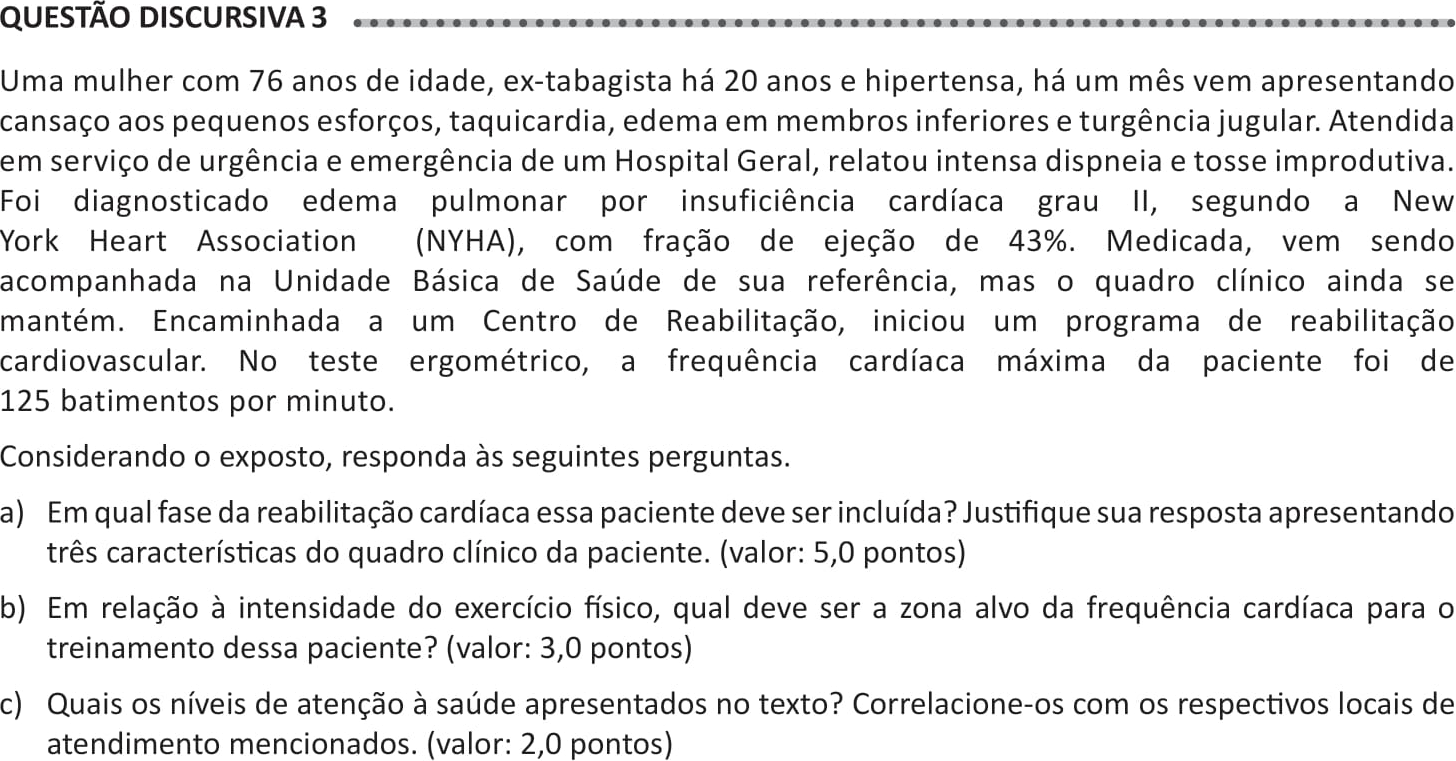 QUESTÃO DISCURSIVA 3
Uma mulher com 76 anos de idade, ex-tabagista há 20 anos e hipertensa, há um mês vem apresentando
cansaço aos pequenos esforços, taquicardia, edema em membros inferiores e turgência jugular. Atendida
em serviço de urgência e emergência de um Hospital Geral, relatou intensa dispneia e tosse improdutiva.
Foi diagnosticado edema pulmonar por insuficiência cardíaca grau II, segundo a New
York Heart Association (NYHA), com fração de ejeção de 43%. Medicada, vem sendo
acompanhada na Unidade Básica de Saúde de sua referência, mas o quadro clínico ainda se
mantém. Encaminhada a um Centro de Reabilitação, iniciou um programa de reabilitação
cardiovascular. No teste ergométrico, a frequência cardíaca máxima da paciente foi de
125 batimentos por minuto.
Considerando o exposto, responda às seguintes perguntas.
a) Em qual fase da reabilitação cardíaca essa paciente deve ser incluída? Justifique sua resposta apresentando
três características do quadro clínico da paciente. (valor: 5,0 pontos)
b) Em relação à intensidade do exercício físico, qual deve ser a zona alvo da frequência cardíaca para o
treinamento dessa paciente? (valor: 3,0 pontos)
c) Quais os níveis de atenção à saúde apresentados no texto? Correlacione-os com os respectivos locais de
atendimento mencionados. (valor: 2,0 pontos)